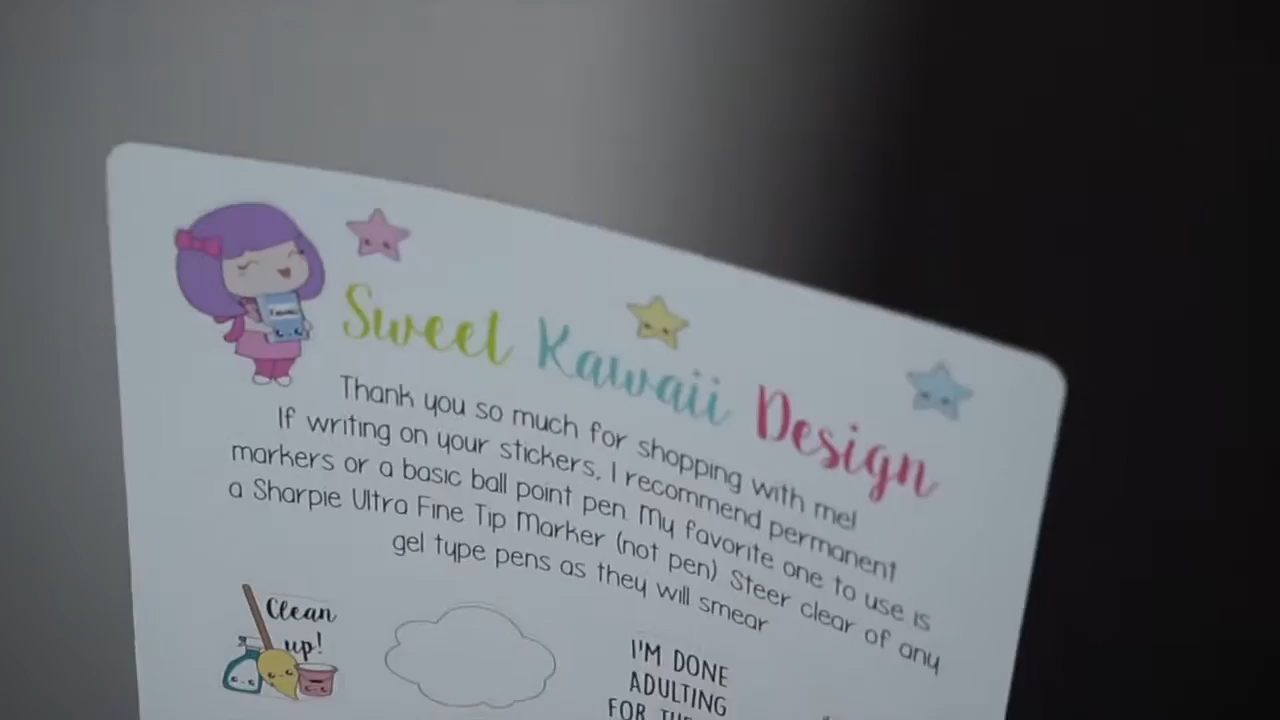 Sweet Kawaii Design
Thank you so much for shopping with me!
If writing on your stickers, I recommend permanent
markers or a basic ball point pen. My favorite one to use is
a Sharpie Ultra Fine Tip Marker (not pen) Steer clear of any
gel type pens as they will smear
Clean
up!
I'M DONE
ADULTING
FOR